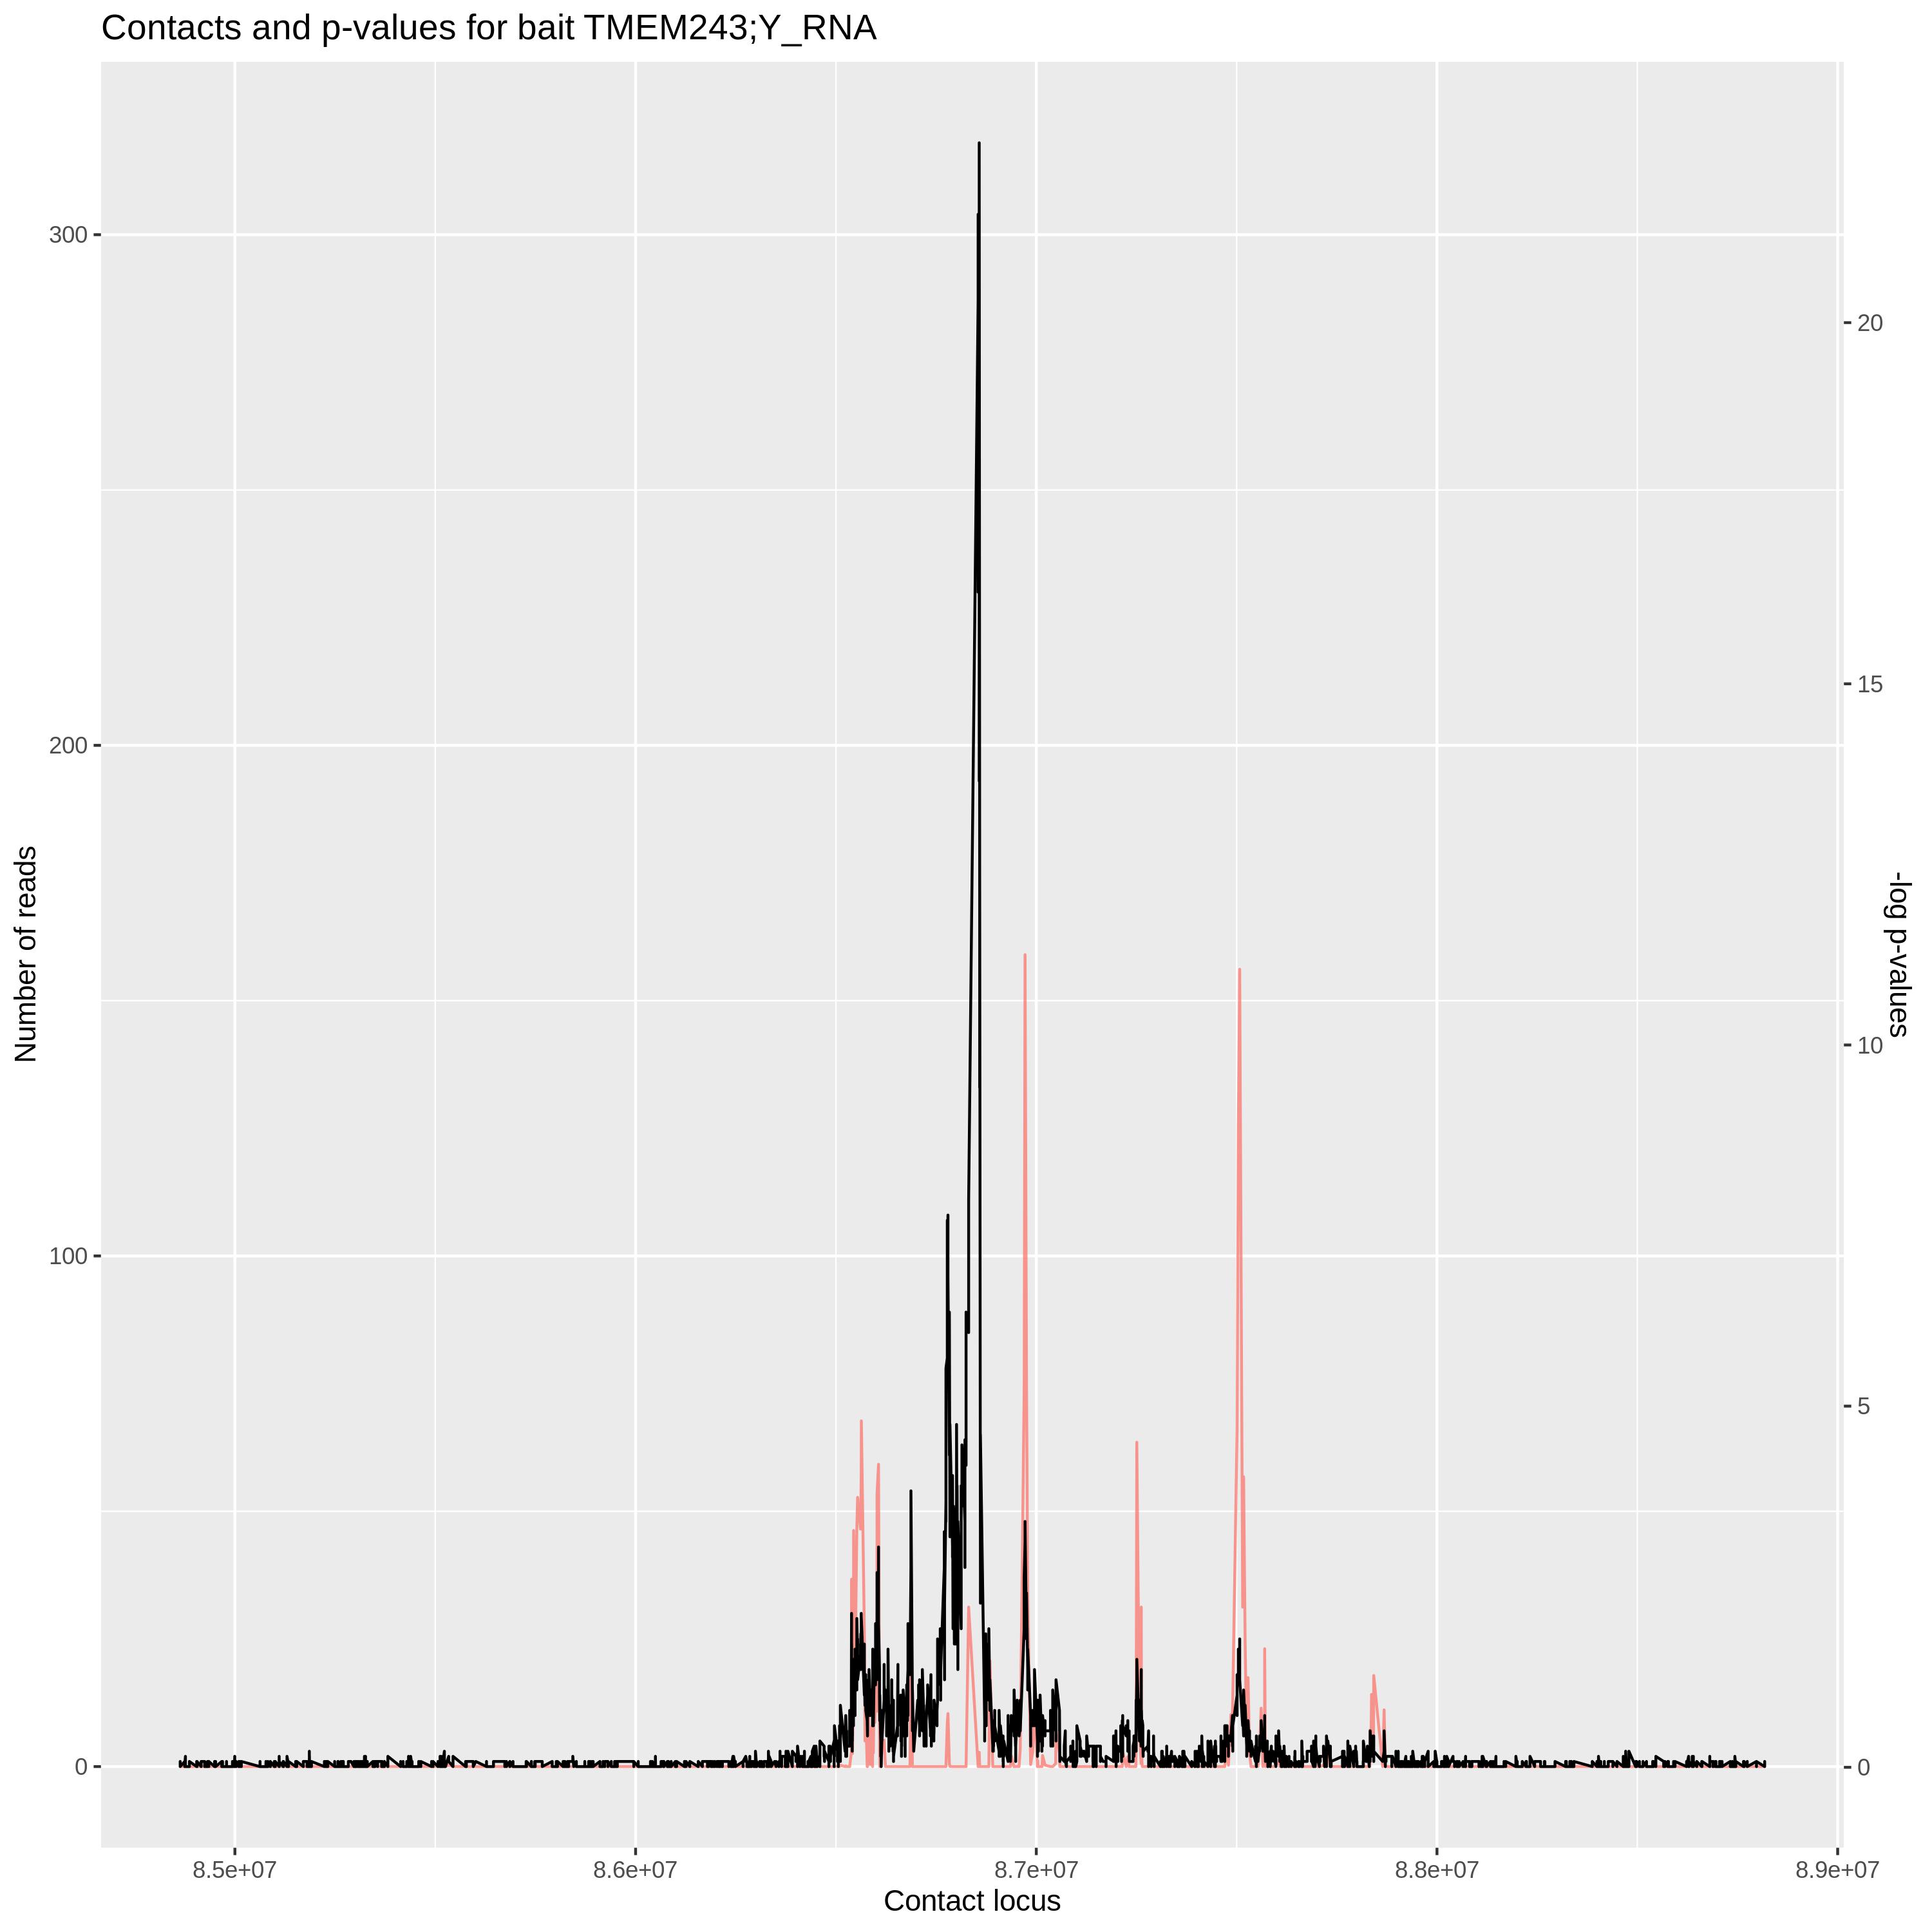 Contacts and p-values for bait TMEM243;Y_RNA
300
200
100
0
Number of reads
20
15
10
5
0
-log p-values
8.5e+07
8.6e+07
8.7e+07
8.8e+07
8.9e+07
Contact locus